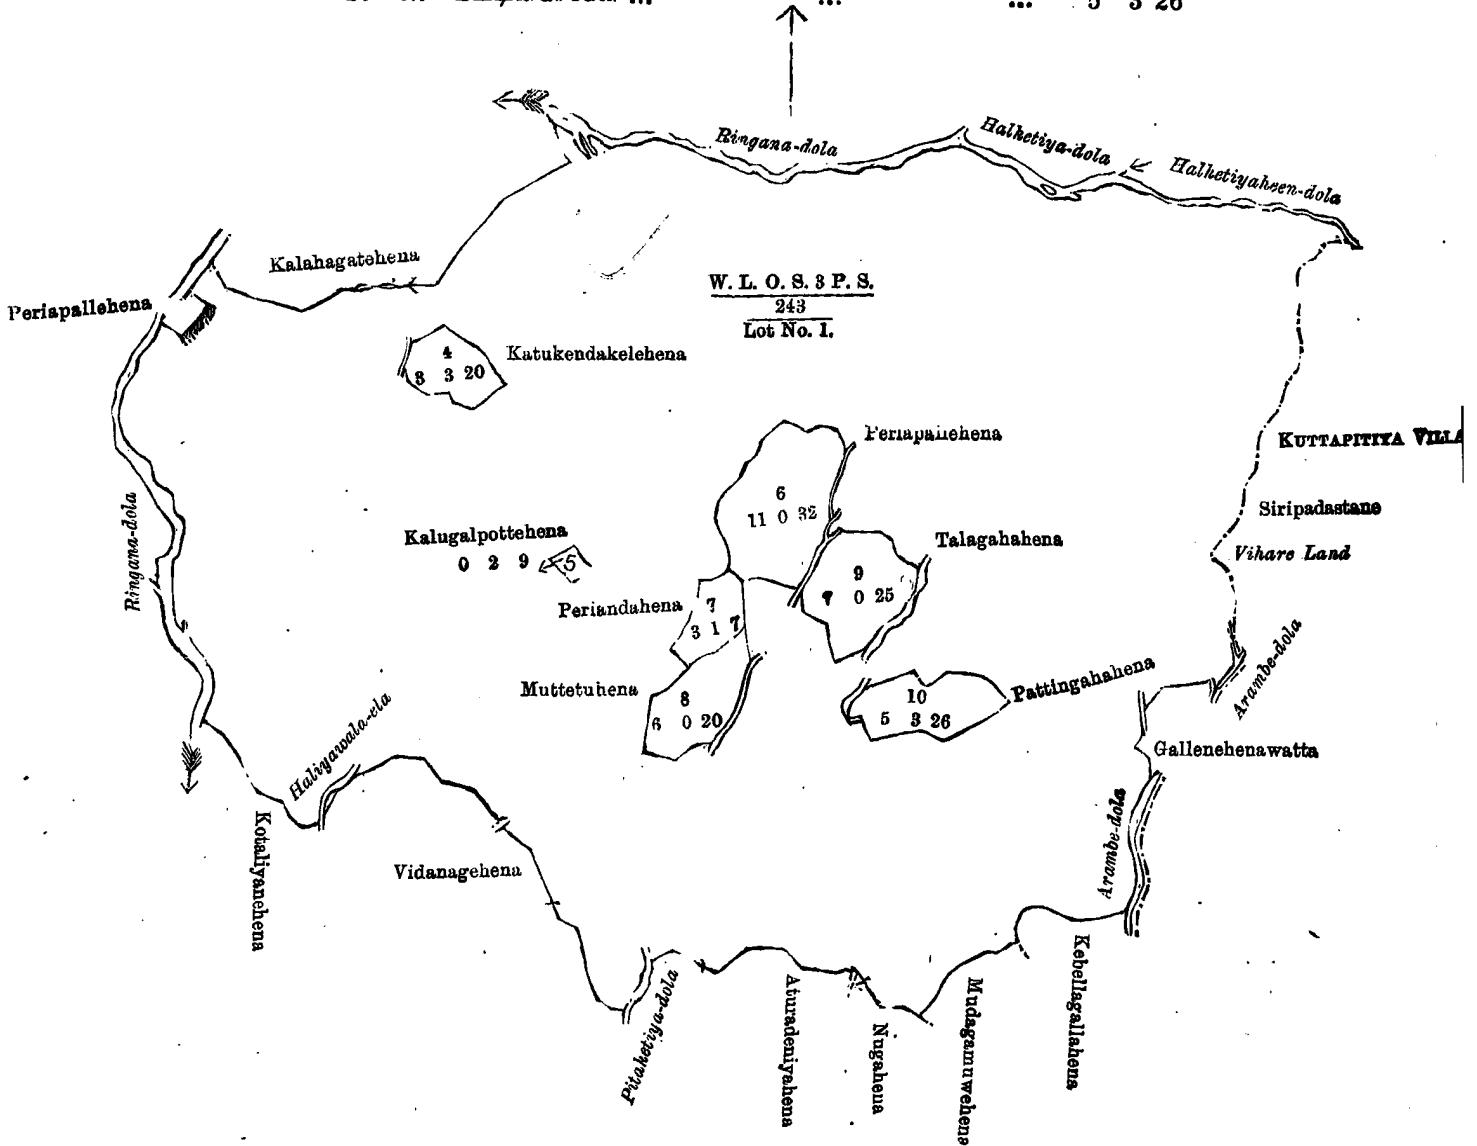 ... ... 5 3 26
Ringana-dola
Halketiya-dola
Halketiyaheen-dola
Kalahagatehena
Periapallehena
W. L. O. S. 3 P. S.
243
Lot No. 1.
4
3 3 20
Katukendakelehena
Periapallehena
KUTTAPITIYA VILLA
6
11 0 32
Ringana-dola
Siripadastane
Kalugalpottehena
0 2 9
5
Talagahahena
Vihare Land
9
0 25
Periandahena
7
3 1 7
Arambe-dola
Muttetuhena
8
6 0 20
10
5 3 26
Pattingahahena
Haliyawala-ela
Gallenehenawatta
Kotaliyanehena
Vidanagehena
Arambe-dola
Pitaketiya-dola
Aturadeniyahena
Nugahena
Mudagamuwehena
Kebellagallahena